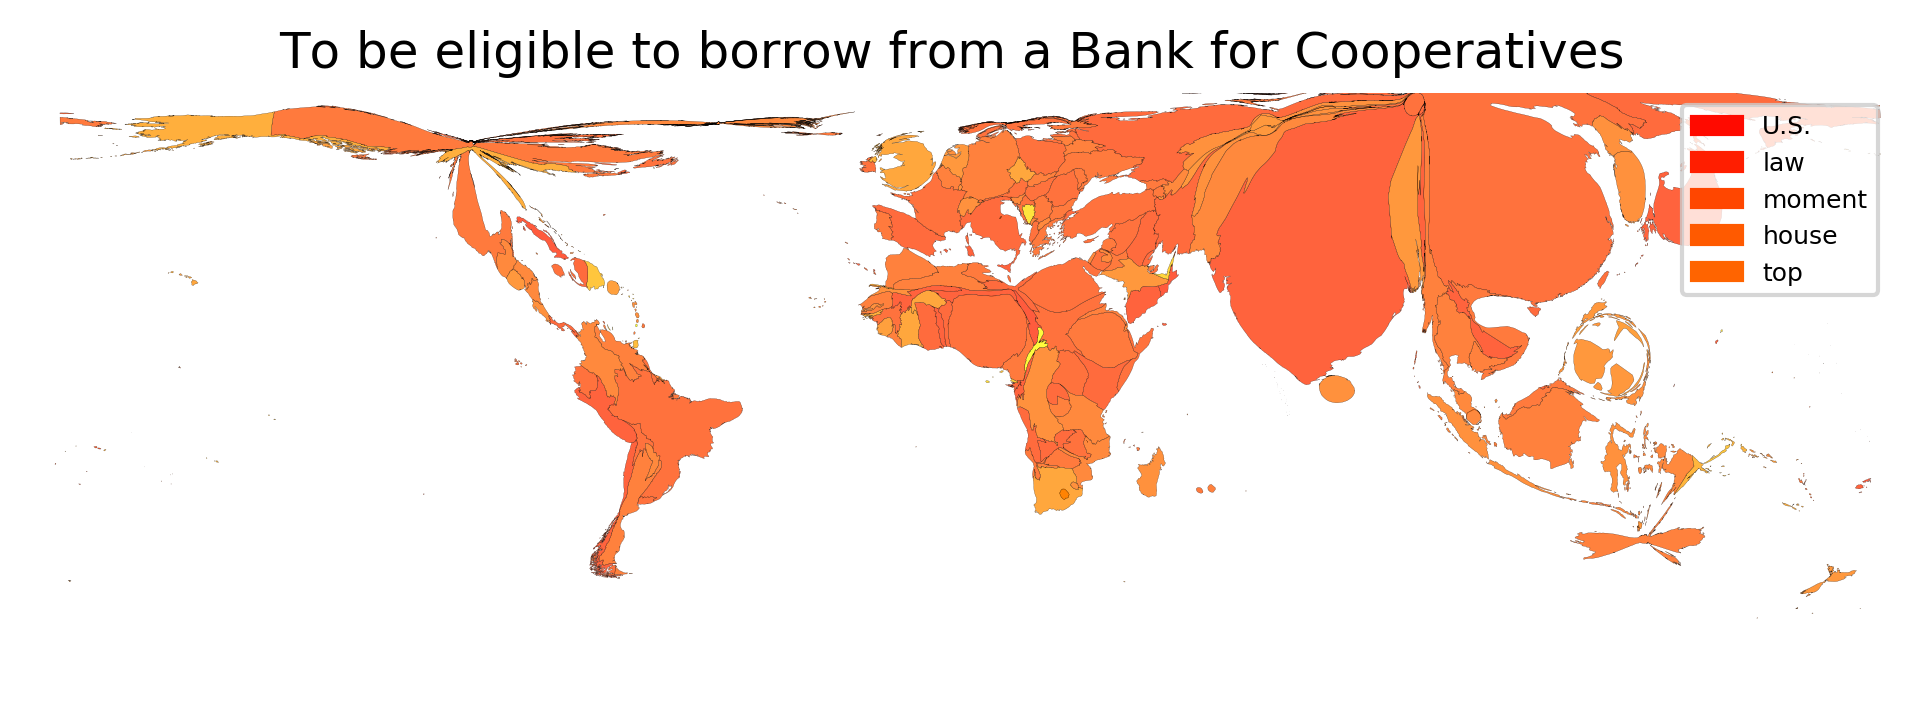 To be eligible to borrow from a Bank for Cooperatives
U.S.
law
moment
house
top